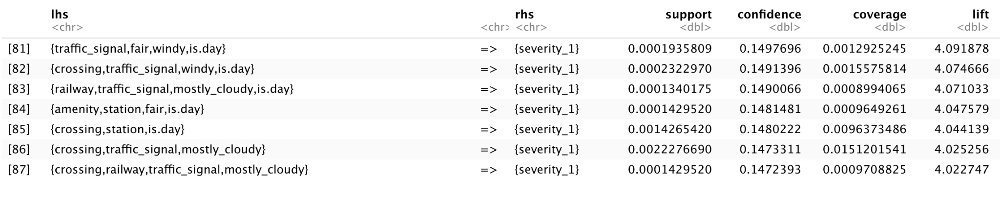 lhs rhs support confidence coverage lift
<chr> <chr> <chr> <dbl> <dbl> <dbl> <dbl>
[81] {traffic_signal,fair,windy,is.day} => {severity_1} 0.0001935809 0.1497696 0.0012925245 4.091878
[82] {crossing,traffic_signal,windy,is.day} => {severity_1} 0.0002322970 0.1491396 0.0015575814 4.074666
[83] {railway,traffic_signal,mostly_cloudy,is.day} => {severity_1} 0.0001340175 0.1490066 0.0008994065 4.071033
[84] {amenity,station,fair,is.day} => {severity_1} 0.0001429520 0.1481481 0.0009649261 4.047579
[85] {crossing,station,is.day} => {severity_1} 0.0014265420 0.1480222 0.0096373486 4.044139
[86] {crossing,traffic_signal,mostly_cloudy} => {severity_1} 0.0022276690 0.1473311 0.0151201541 4.025256
[87] {crossing,railway,traffic_signal,mostly_cloudy} => {severity_1} 0.0001429520 0.1472393 0.0009708825 4.022747